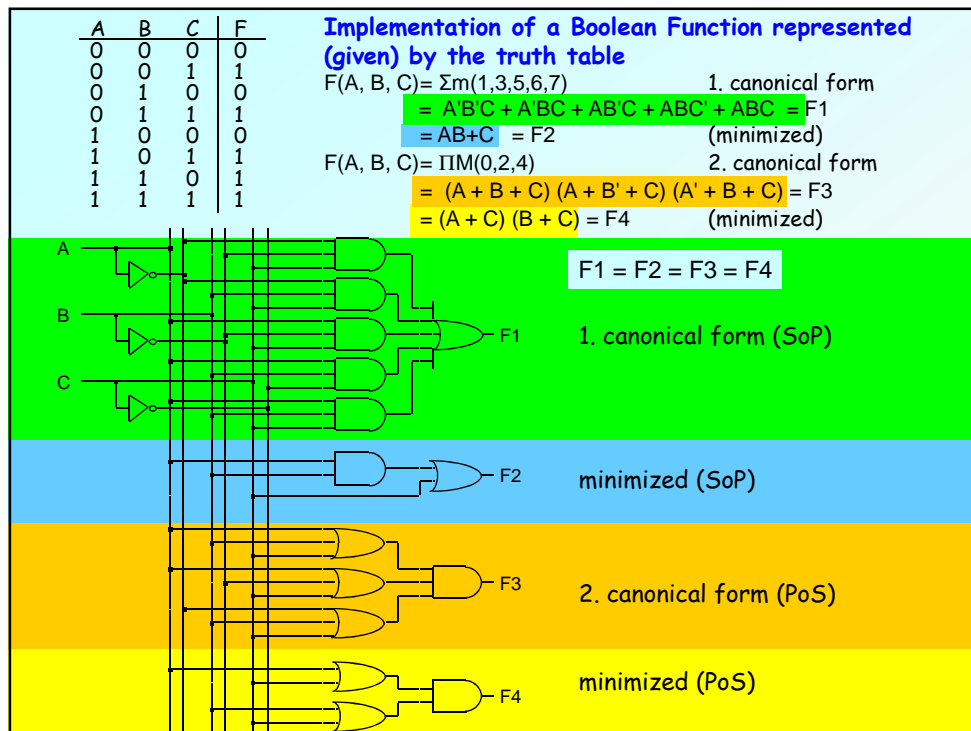 A B C F
0 0 0 0
0 0 1 1
0 1 0 0
0 1 1 1
1 0 0 0
1 0 1 1
1 1 0 1
1 1 1 1
Implementation of a Boolean Function represented
(given) by the truth table
F(A, B, C)= Σm(1,3,5,6,7) 1. canonical form
= A'B'C + A'BC + AB'C + ABC' + ABC = F1
= AB+C = F2 (minimized)
F(A, B, C)= ΠM(0,2,4) 2. canonical form
= (A + B + C) (A + B' + C) (A' + B + C) = F3
= (A + C) (B + C) = F4 (minimized)
A
F1 = F2 = F3 = F4
B
F1 1. canonical form (SoP)
C
F2 minimized (SoP)
F3 2. canonical form (PoS)
F4 minimized (PoS)